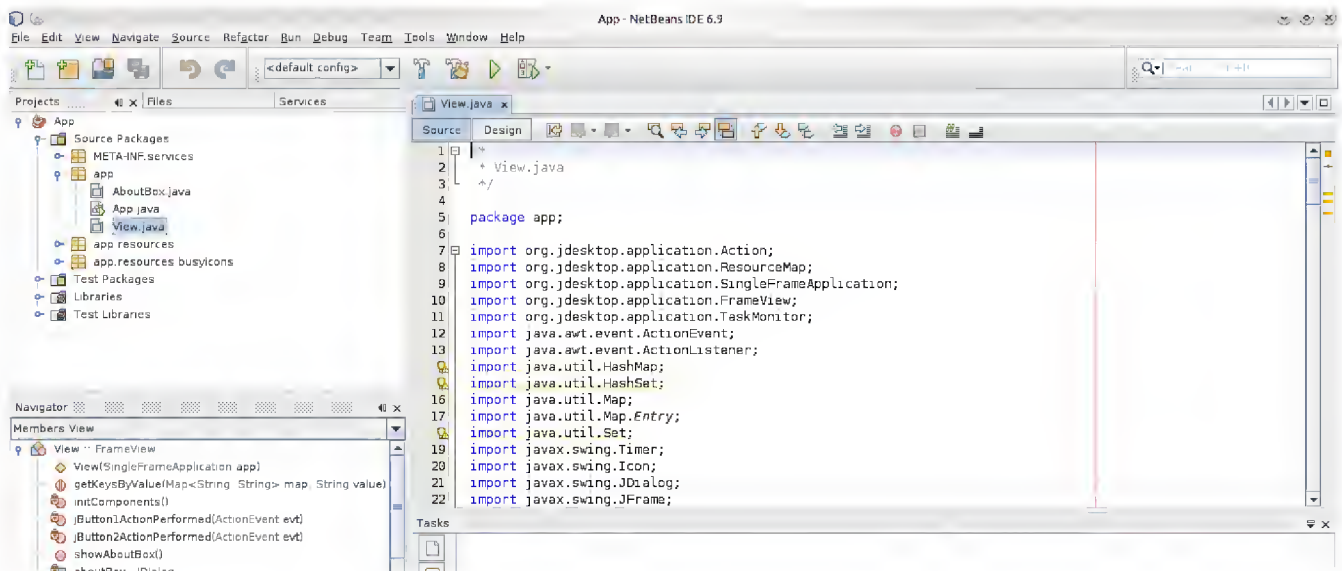 App - NetBeans IDE 6.9
File Edit View Navigate Source Refactor Run Debug Team Tools Window Help
<default config>
Projects Files Services
App
Source Packages
META-INF.services
app
AboutBox.java
App.java
View.java
app.resources
app.resources.busyicons
Test Packages
Libraries
Test Libraries
Navigator
Members View
View :: FrameView
View(SingleFrameApplication app)
getKeysByValue(Map<String, String> map, String value)
initComponents()
jButton1ActionPerformed(ActionEvent evt)
jButton2ActionPerformed(ActionEvent evt)
showAboutBox()
aboutBox : JDialog
View.java
Source Design
1 /*
2 * View.java
3 */
4
5 package app;
6
7 import org.jdesktop.application.Action;
8 import org.jdesktop.application.ResourceMap;
9 import org.jdesktop.application.SingleFrameApplication;
10 import org.jdesktop.application.FrameView;
11 import org.jdesktop.application.TaskMonitor;
12 import java.awt.event.ActionEvent;
13 import java.awt.event.ActionListener;
import java.util.HashMap;
import java.util.HashSet;
16 import java.util.Map;
17 import java.util.Map.Entry;
import java.util.Set;
19 import javax.swing.Timer;
20 import javax.swing.Icon;
21 import javax.swing.JDialog;
22 import javax.swing.JFrame;
Tasks